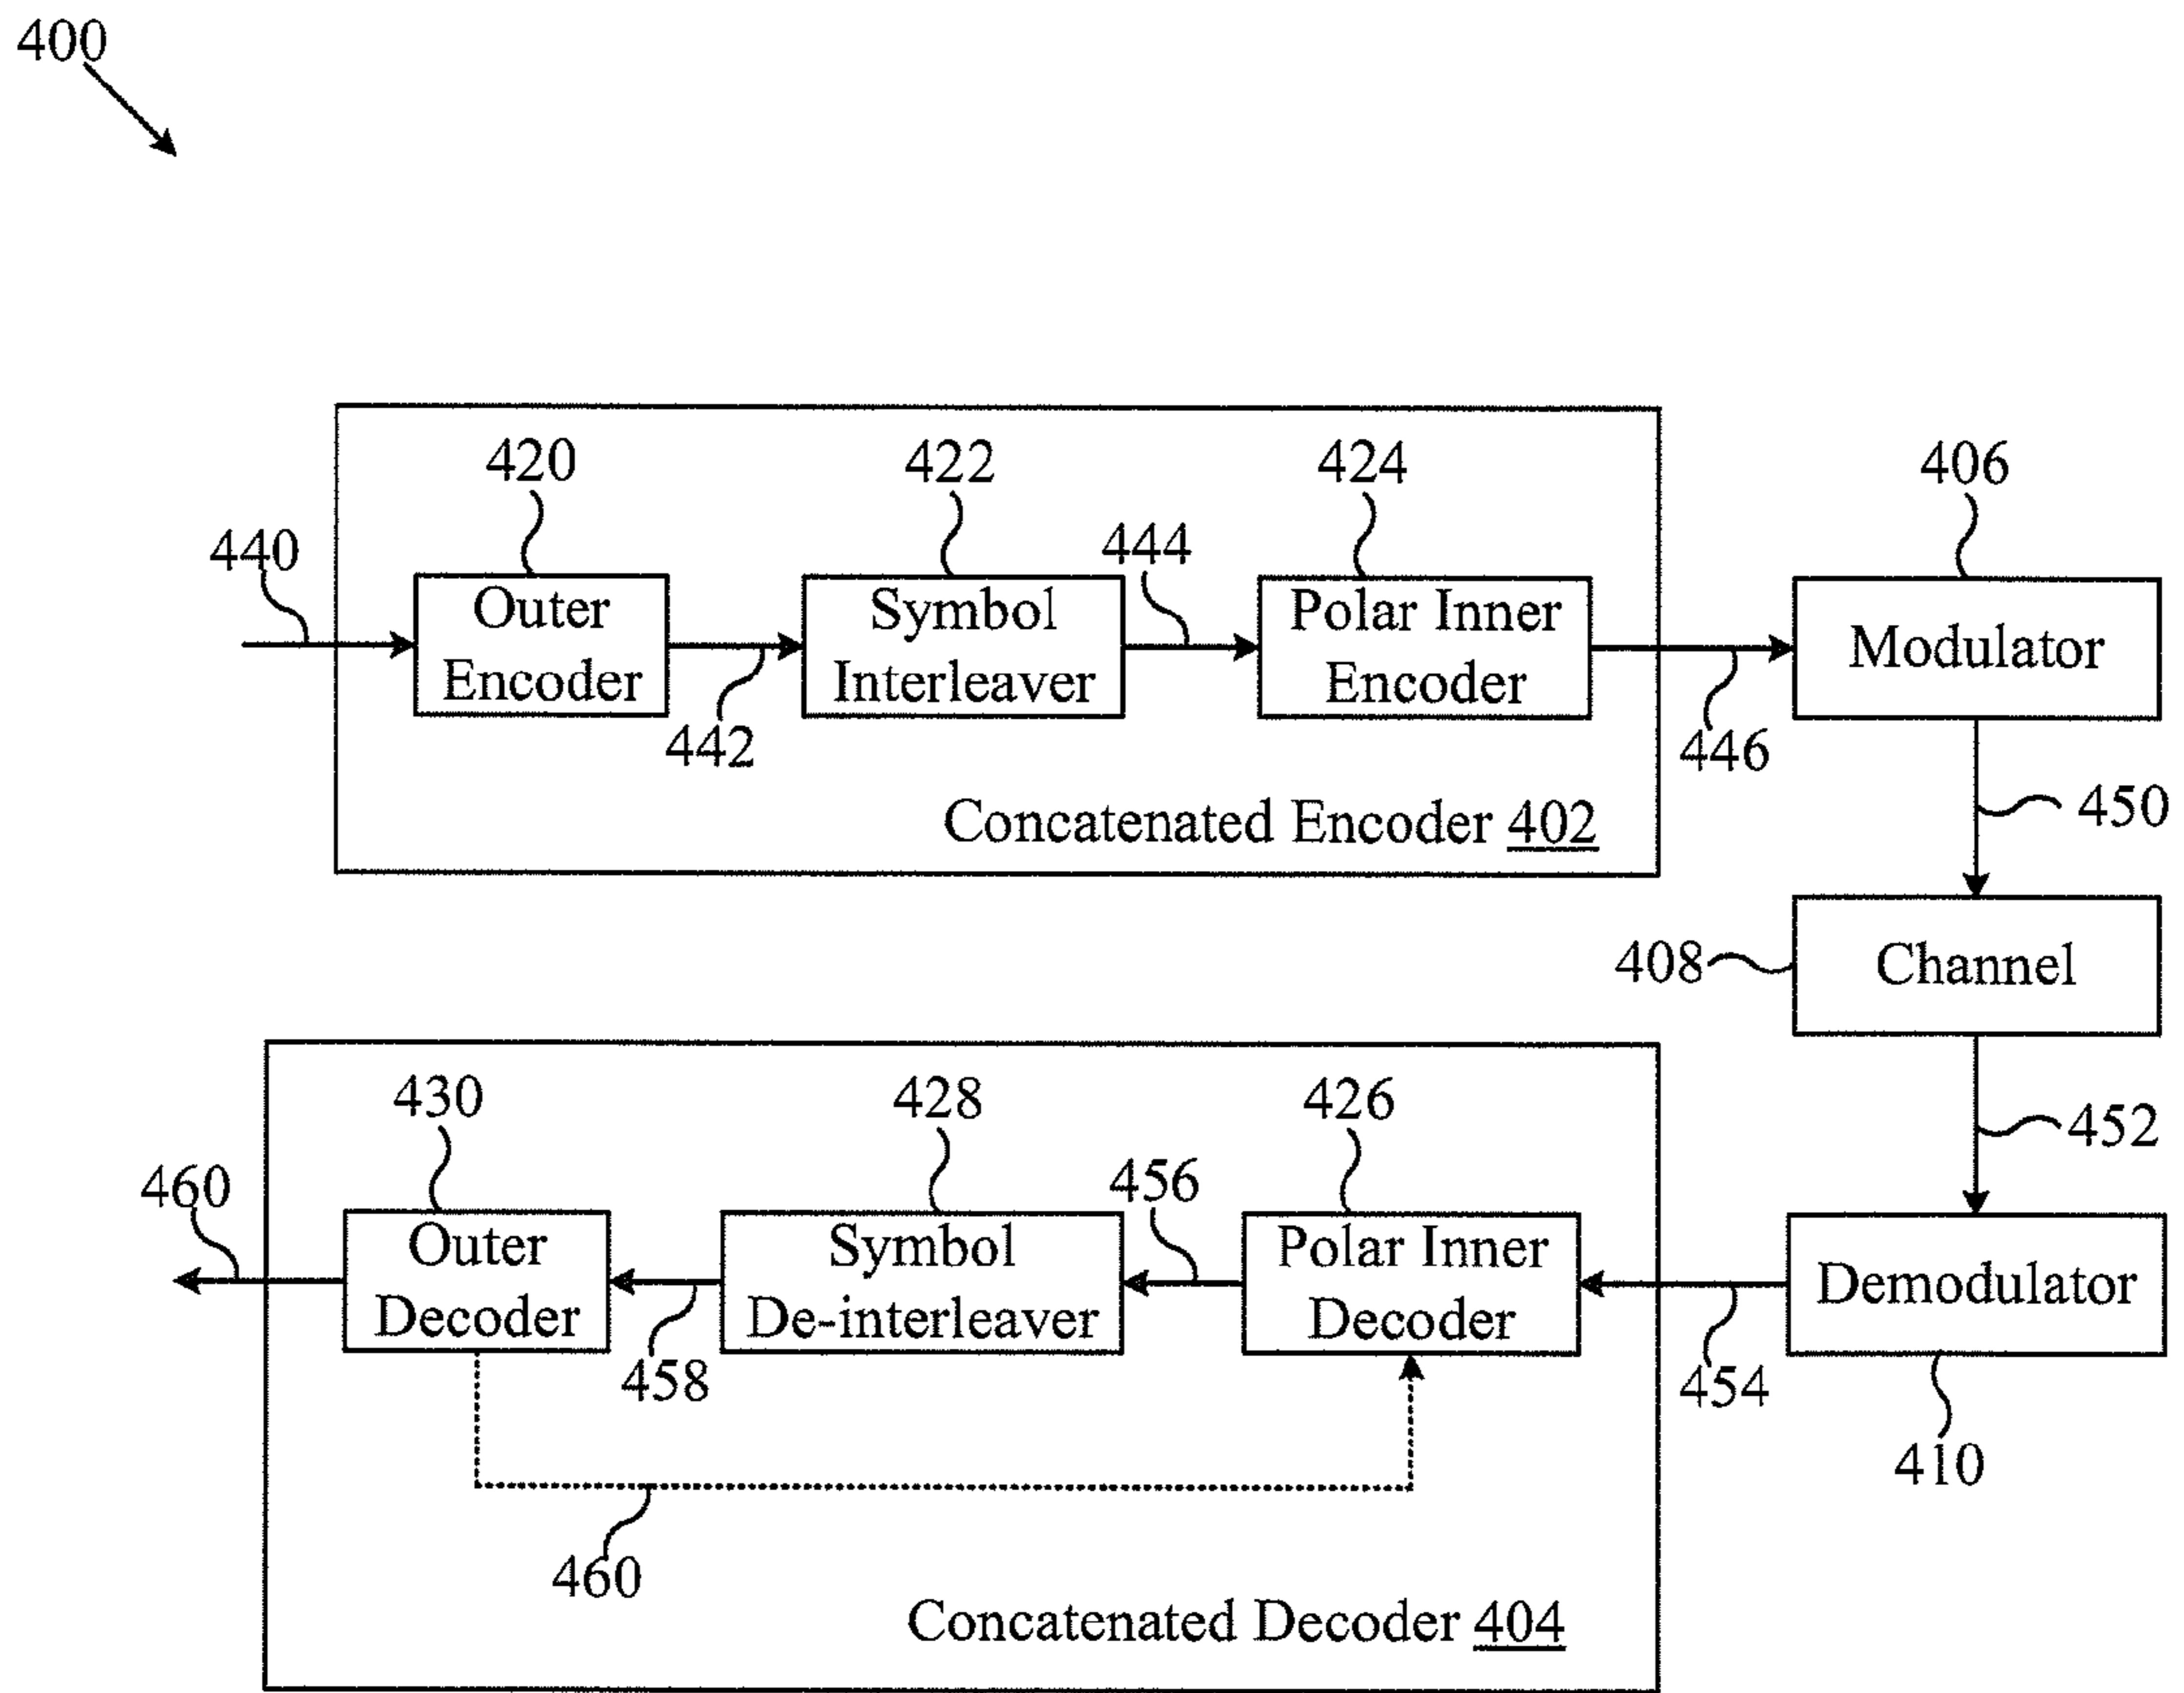 400
420
422
424
406
440
444
Outer
Encoder
Symbol
Interleaver
Polar Inner
Encoder
Modulator
442
446
Concatenated Encoder 402
450
408
Channel
430
428
426
452
460
456
Outer
Decoder
Symbol
De-interleaver
Polar Inner
Decoder
Demodulator
458
454
410
460
Concatenated Decoder 404